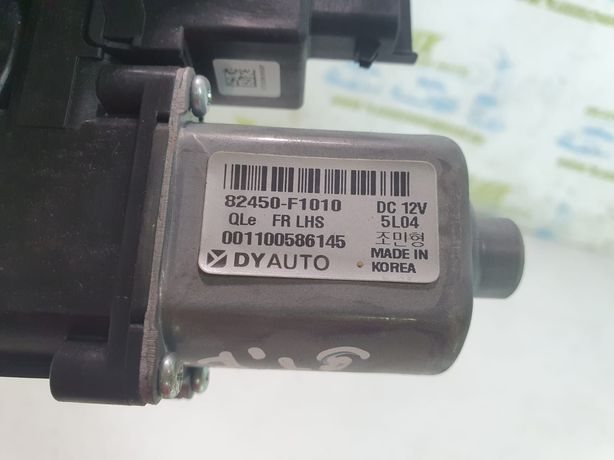 82450-F1010 DC 12V
QLe FR LHS 5L04
001100586145 조민형
DYAUTO MADE IN
KOREA